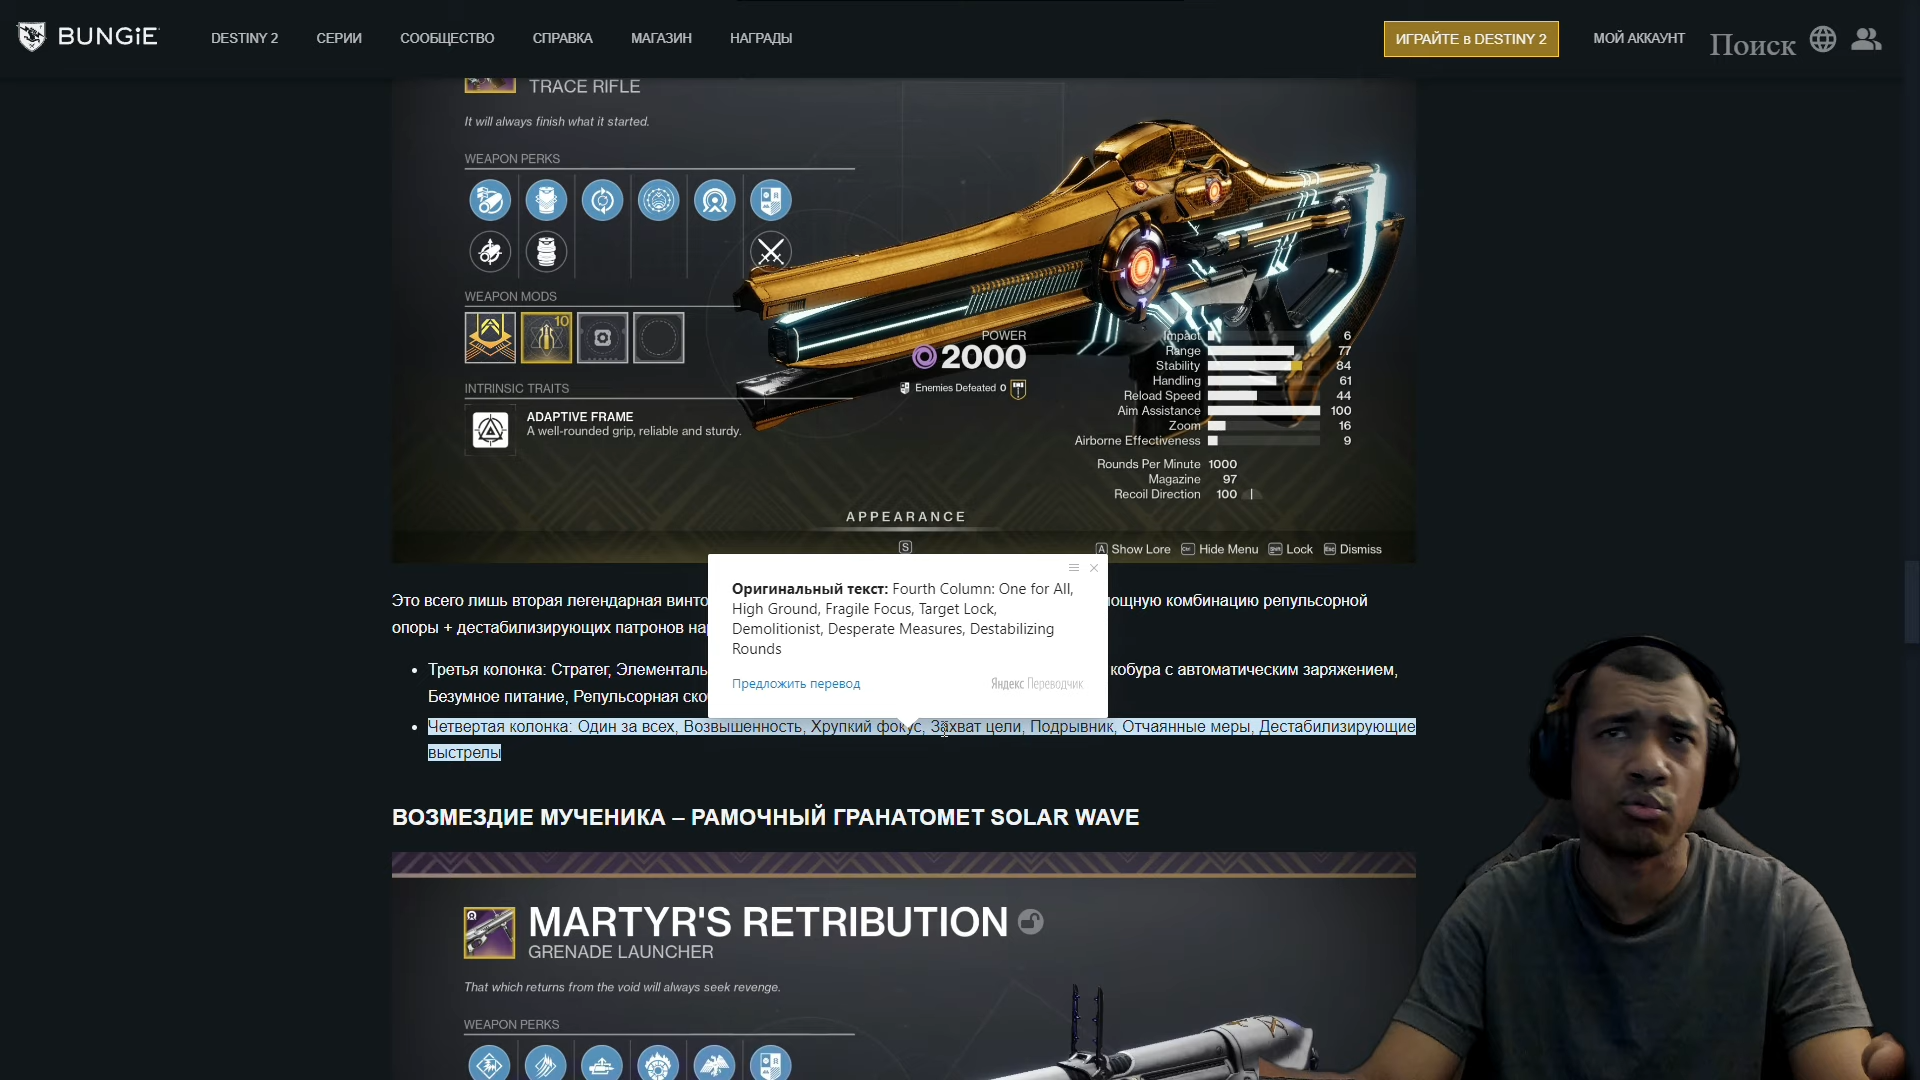 BUNGiE
DESTINY 2
СЕРИИ
СООБЩЕСТВО
СПРАВКА
МАГАЗИН
НАГРАДЫ
ИГРАЙТЕ в DESTINY 2
МОЙ АККАУНТ
Поиск
TRACE RIFLE
It will always finish what it started.
WEAPON PERKS
WEAPON MODS
10
INTRINSIC TRAITS
ADAPTIVE FRAME
A well-rounded grip, reliable and sturdy.
POWER
2000
Enemies Defeated 0
Impact 6
Range 77
Stability 84
Handling 61
Reload Speed 44
Aim Assistance 100
Zoom 16
Airborne Effectiveness 9
Rounds Per Minute 1000
Magazine 97
Recoil Direction 100
APPEARANCE
S
A Show Lore Hide Menu Lock Dismiss
Оригинальный текст: Fourth Column: One for All,
High Ground, Fragile Focus, Target Lock,
Demolitionist, Desperate Measures, Destabilizing
Rounds
Предложить перевод
Яндекс Переводчик
Это всего лишь вторая легендарная комбинацию репульсорной
опоры + дестабилизирующих патронов
Третья колонка: Стратег, кобура с автоматическим заряжением,
Безумное питание, Репульсорная
Четвертая колонка: Один за всех, Возвышенность, Хрупкий фокус, Захват цели, Подрывник, Отчаянные меры, Дестабилизирующие
выстрелы
ВОЗМЕЗДИЕ МУЧЕНИКА – РАМОЧНЫЙ ГРАНАТОМЕТ SOLAR WAVE
MARTYR'S RETRIBUTION
GRENADE LAUNCHER
That which returns from the void will always seek revenge.
WEAPON PERKS